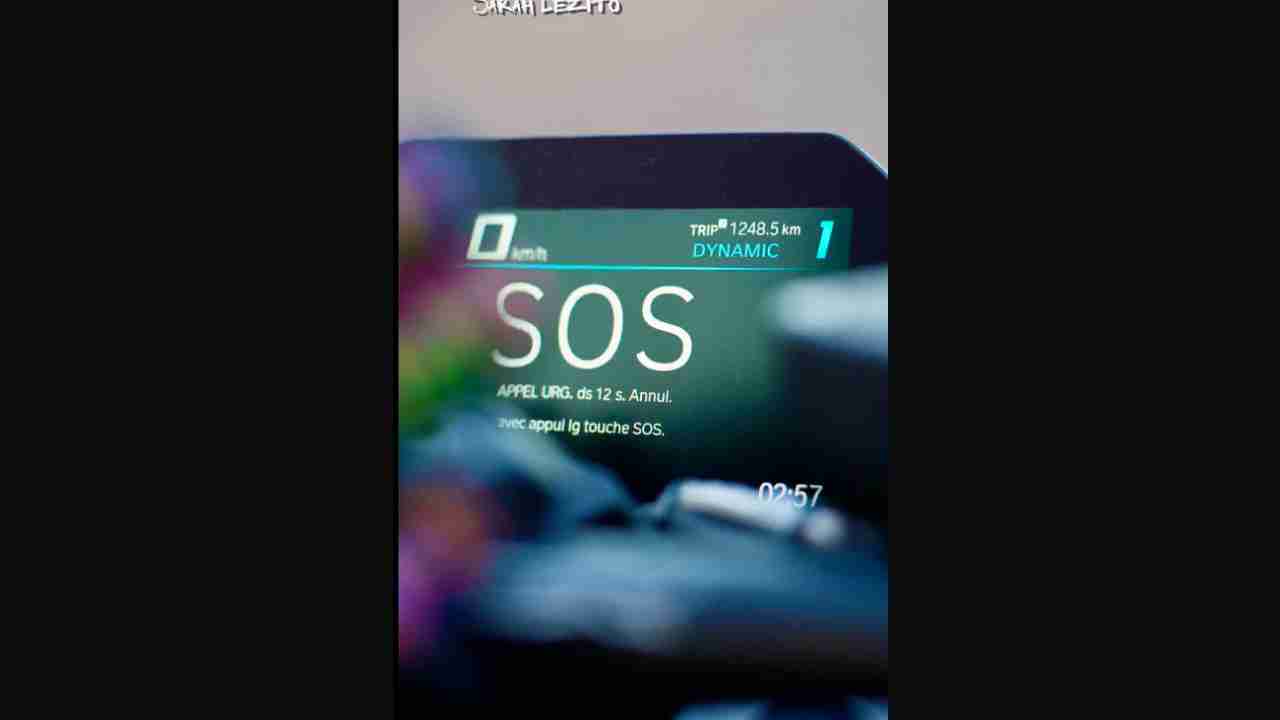 SARAH LEZITO
0 km/h
TRIP 1248.5 km
DYNAMIC
1
SOS
APPEL URG. ds 12 s. Annul.
avec appui lg touche SOS.
02:57